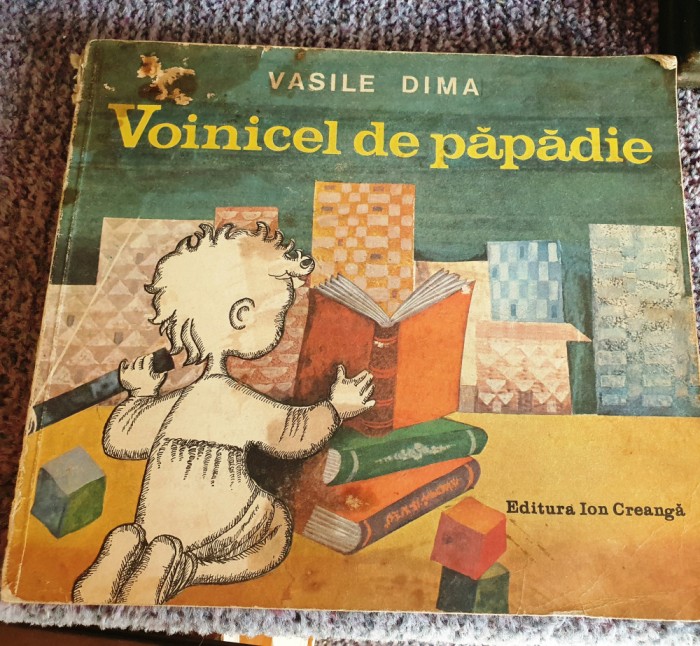 VASILE DIMA
Voinicel de păpădie
Editura Ion Creangă